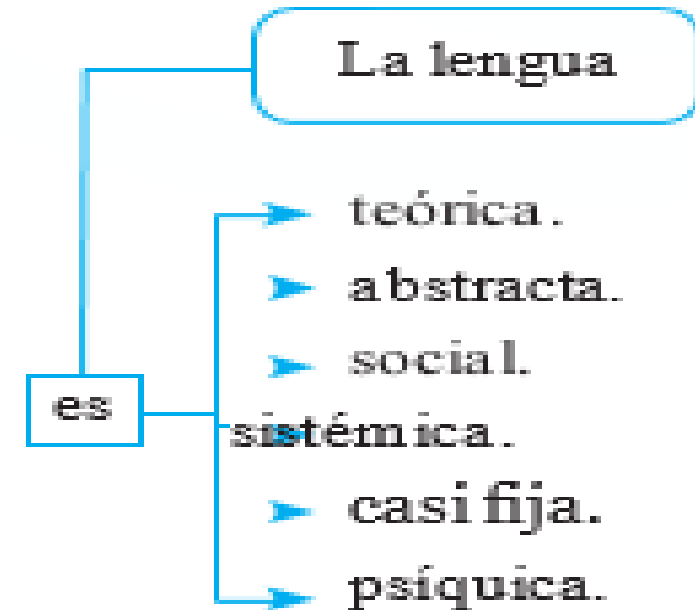 La lengua
es
teórica.
abstracta.
social.
sistémica.
casi fija.
psíquica.